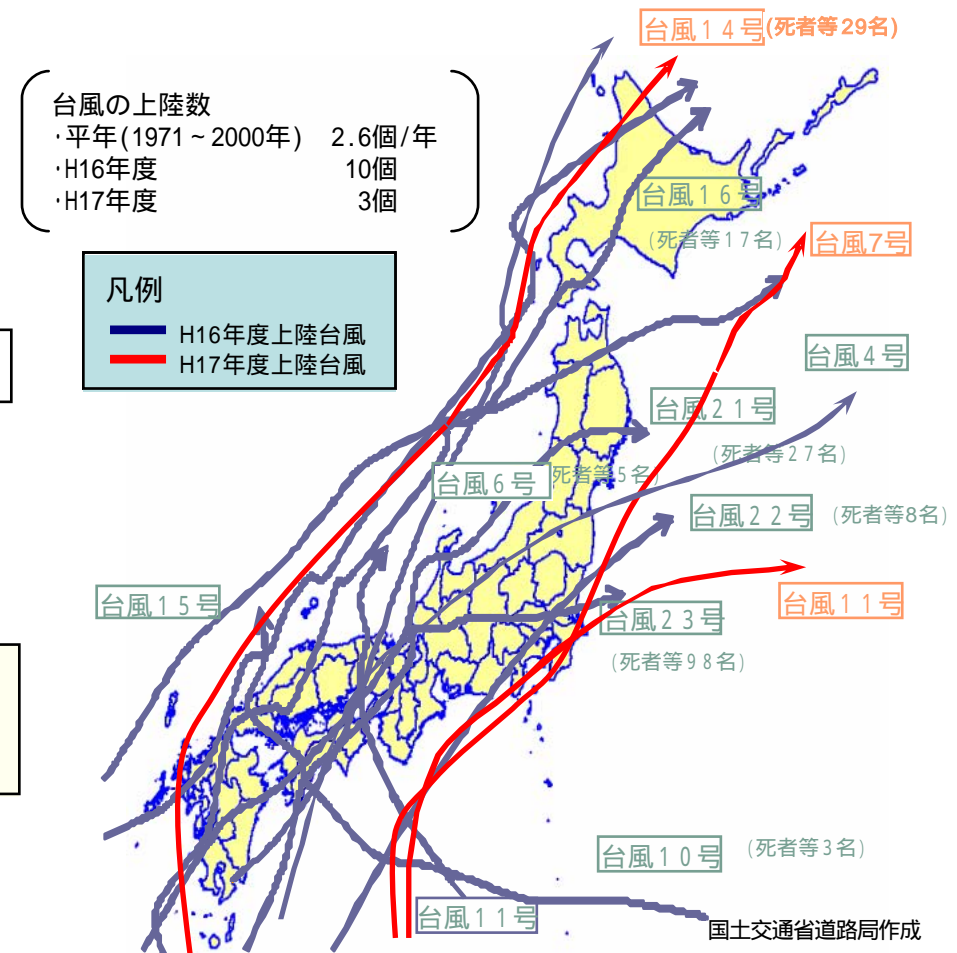 台風14号(死者等29名)
台風の上陸数
・平年(1971～2000年) 2.6個/年
・H16年度 10個
・H17年度 3個
台風16号
(死者等17名)
台風7号
凡例
H16年度上陸台風
H17年度上陸台風
台風4号
台風21号
(死者等27名)
台風6号
死者等5名)
台風22号 (死者等8名)
台風15号
台風11号
台風23号
(死者等98名)
台風10号 (死者等3名)
台風11号
国土交通省道路局作成